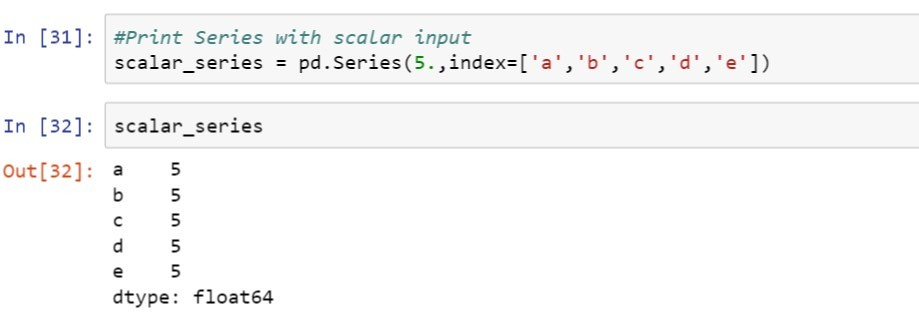 In [31]: #Print Series with scalar input
scalar_series = pd.Series(5.,index=['a','b','c','d','e'])
In [32]: scalar_series
Out[32]: a    5
b    5
c    5
d    5
e    5
dtype: float64